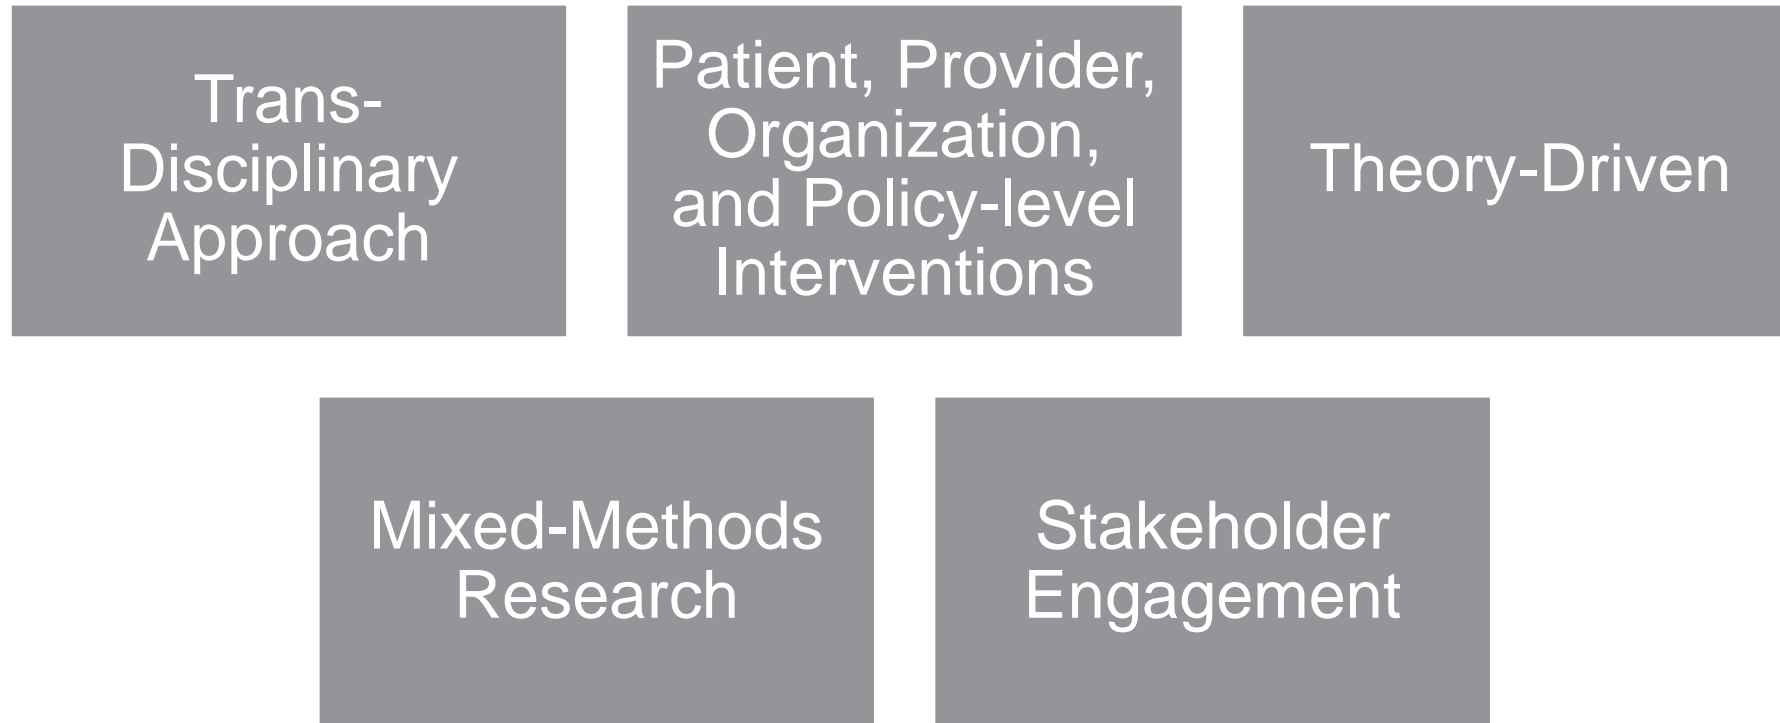 Trans-
Disciplinary
Approach
Patient, Provider,
Organization,
and Policy-level
Interventions
Theory-Driven
Mixed-Methods
Research
Stakeholder
Engagement